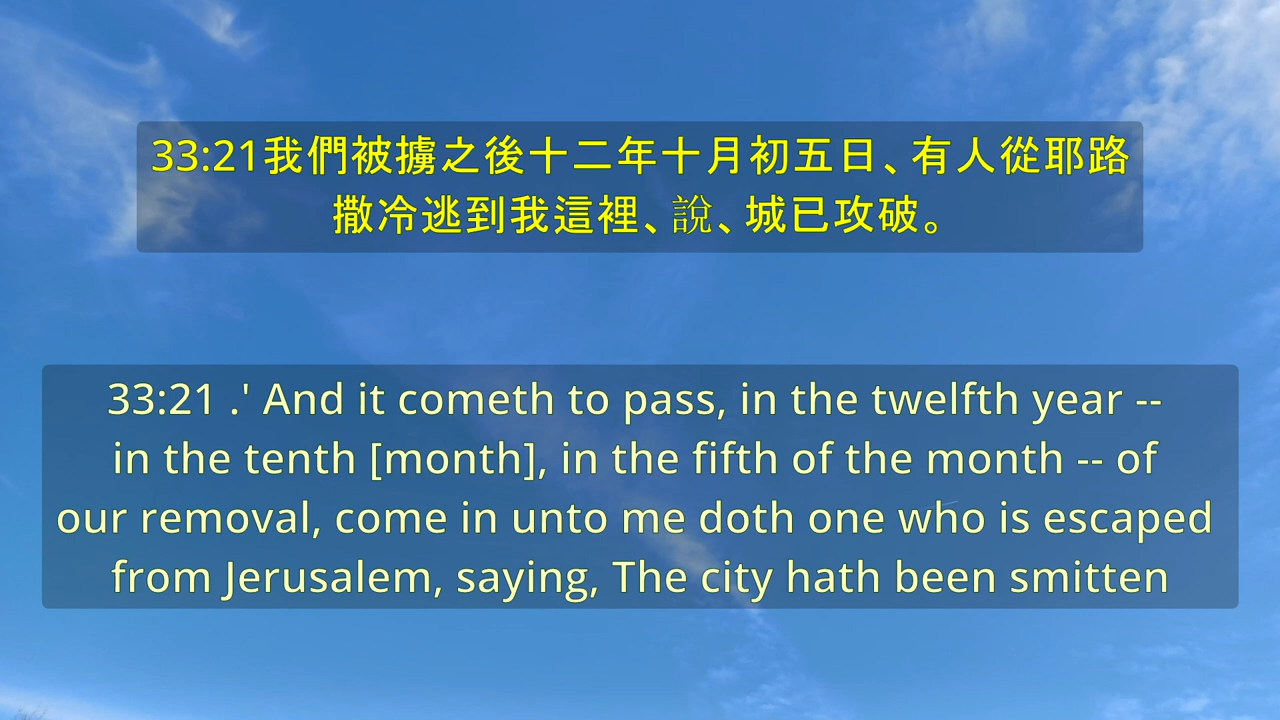 33:21我們被擄之後十二年十月初五日、有人從耶路
撒冷逃到我這裡、說、城已攻破。
33:21 .' And it cometh to pass, in the twelfth year --
in the tenth [month], in the fifth of the month -- of
our removal, come in unto me doth one who is escaped
from Jerusalem, saying, The city hath been smitten